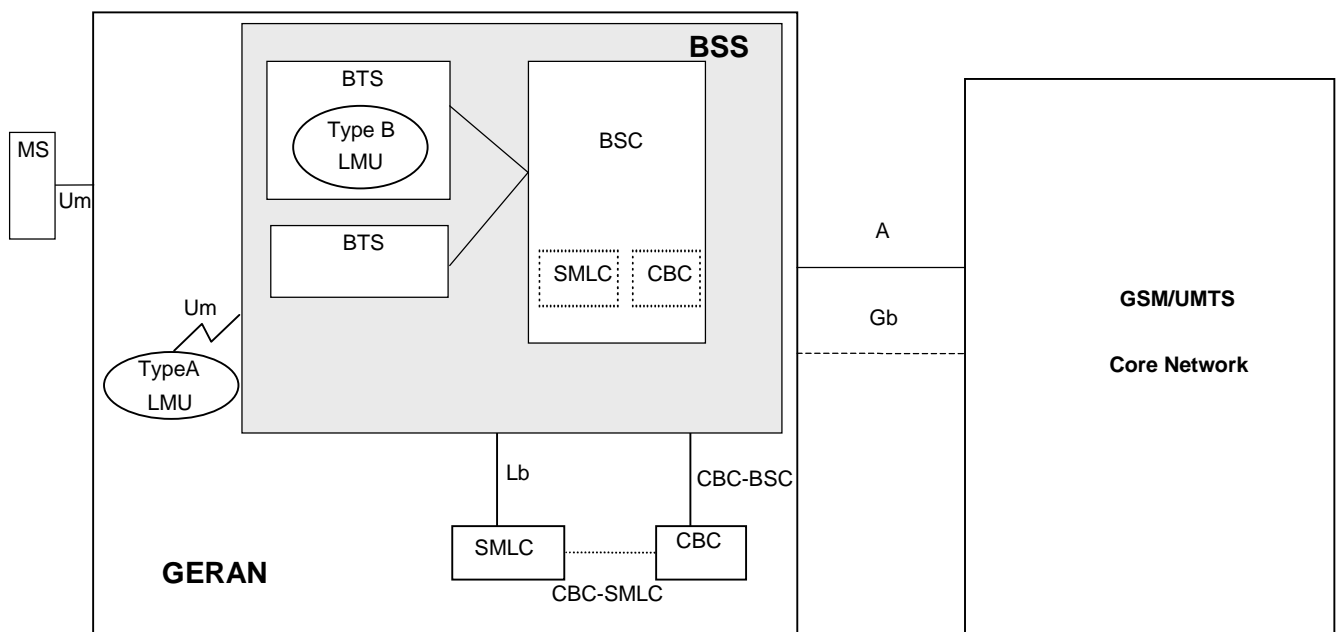 BSS
BTS
Type B
LMU
BSC
MS
Um
BTS
A
SMLC
CBC
GSM/UMTS
Um
Gb
Core Network
TypeA
LMU
Lb
CBC-BSC
SMLC
CBC
GERAN
CBC-SMLC